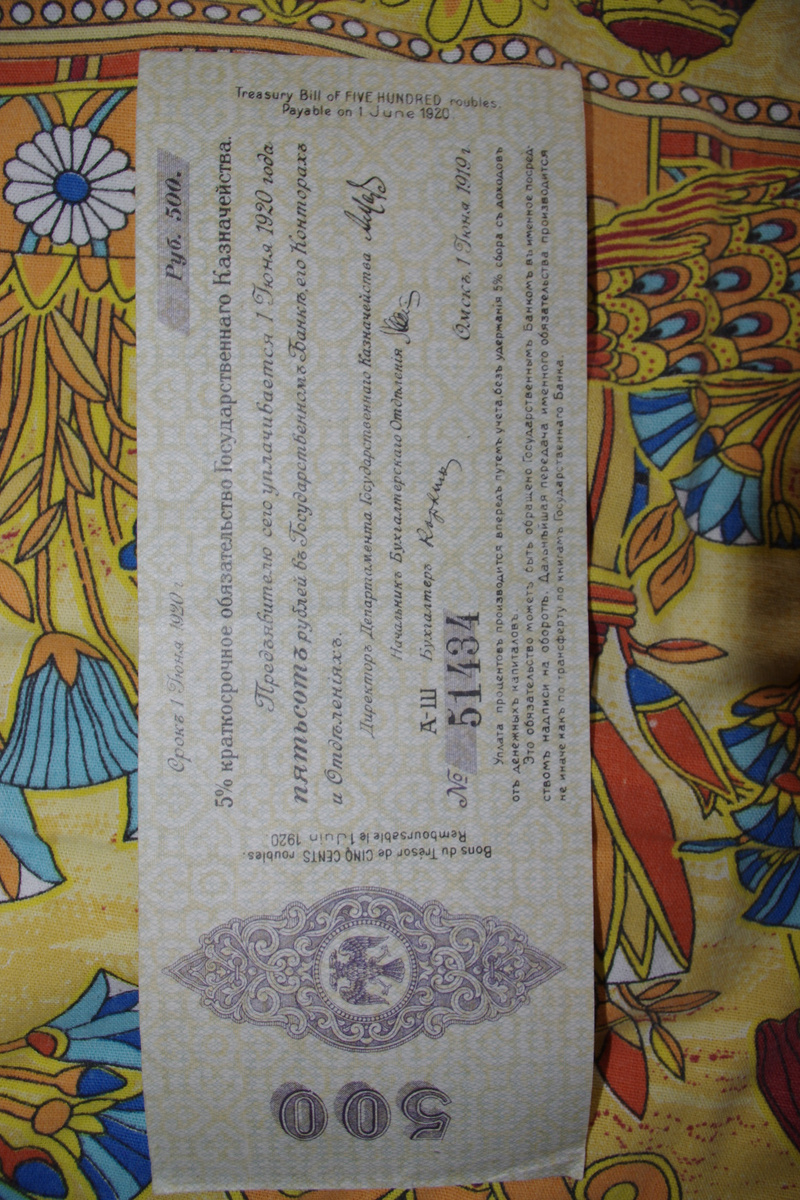 Treasury Bill of FIVE HUNDRED roubles.
Payable on 1 June 1920
Руб. 500.
Срокъ 1 Іюня 1920 г.
5% краткосрочное обязательство Государственнаго Казначейства.
Предъявителю сего уплачивается 1 Іюня 1920 года
пятьсотъ рублей въ Государственномъ Банкѣ, его Конторахъ
и Отдѣленіяхъ.
Директоръ Департамента Государственнаго Казначейства
Начальникъ Бухгалтерскаго Отдѣленія
Бухгалтеръ
Омскъ, 1 Іюня 1919 г.
А-Ш
№ 51434
Уплата процентовъ производится впередъ путемъ учета, безъ удержанія 5% сбора съ доходовъ
отъ денежныхъ капиталовъ.
Это обязательство можетъ быть обращено Государственнымъ Банкомъ въ именное посред-
ствомъ надписи на оборотѣ. Дальнѣйшая передача именного обязательства производится
не иначе какъ по трансферту по книгамъ Государственнаго Банка.
Bons du Trésor de CINQ CENTS roubles.
Remboursable le 1 Juin 1920
500